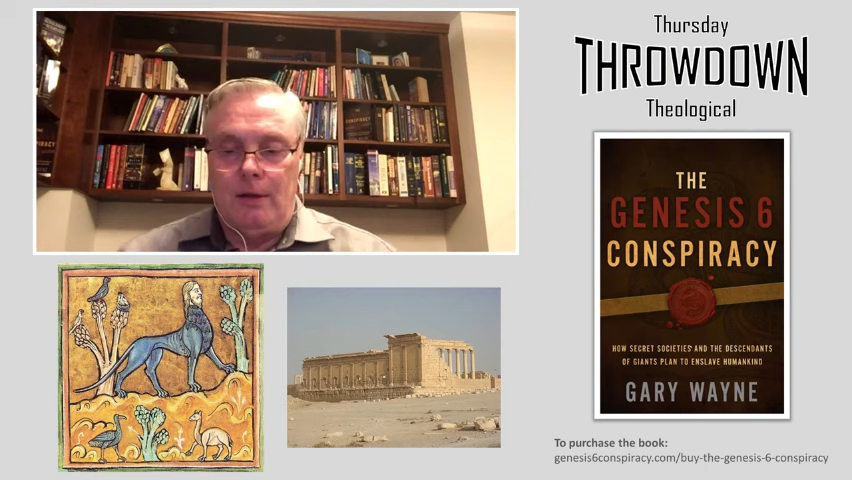 Thursday
THROWDOWN
Theological
THE
GENESIS 6
CONSPIRACY
HOW SECRET SOCIETIES AND THE DESCENDANTS
OF GIANTS PLAN TO ENSLAVE HUMANKIND
GARY WAYNE
To purchase the book:
genesis6conspiracy.com/buy-the-genesis-6-conspiracy